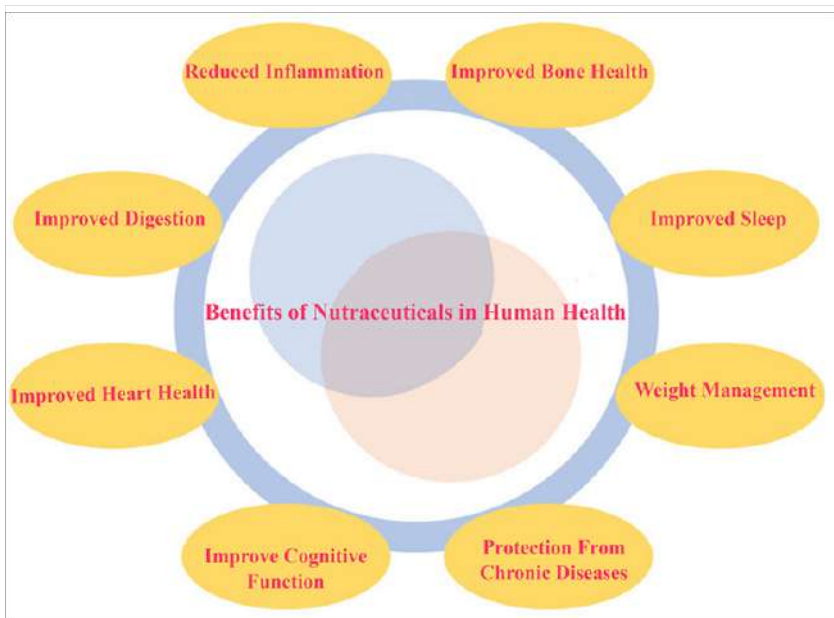 Reduced Inflammation
Improved Bone Health
Improved Digestion
Improved Sleep
Benefits of Nutraceuticals in Human Health
Improved Heart Health
Weight Management
Improve Cognitive
Function
Protection From
Chronic Diseases